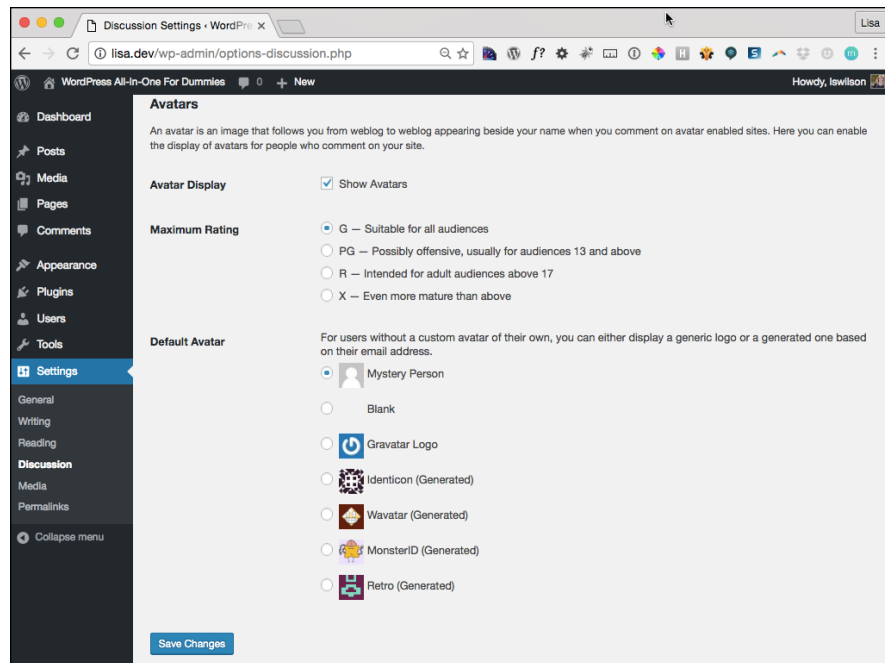 Discussion Settings ‹ WordPre
Lisa
lisa.dev/wp-admin/options-discussion.php
WordPress All-In-One For Dummies 0 New
Howdy, lswilson
Dashboard
Posts
Media
Pages
Comments
Appearance
Plugins
Users
Tools
Settings
General
Writing
Reading
Discussion
Media
Permalinks
Collapse menu
Avatars
An avatar is an image that follows you from weblog to weblog appearing beside your name when you comment on avatar enabled sites. Here you can enable
the display of avatars for people who comment on your site.
Avatar Display
Show Avatars
Maximum Rating
G — Suitable for all audiences
PG — Possibly offensive, usually for audiences 13 and above
R — Intended for adult audiences above 17
X — Even more mature than above
Default Avatar
For users without a custom avatar of their own, you can either display a generic logo or a generated one based
on their email address.
Mystery Person
Blank
Gravatar Logo
Identicon (Generated)
Wavatar (Generated)
MonsterID (Generated)
Retro (Generated)
Save Changes